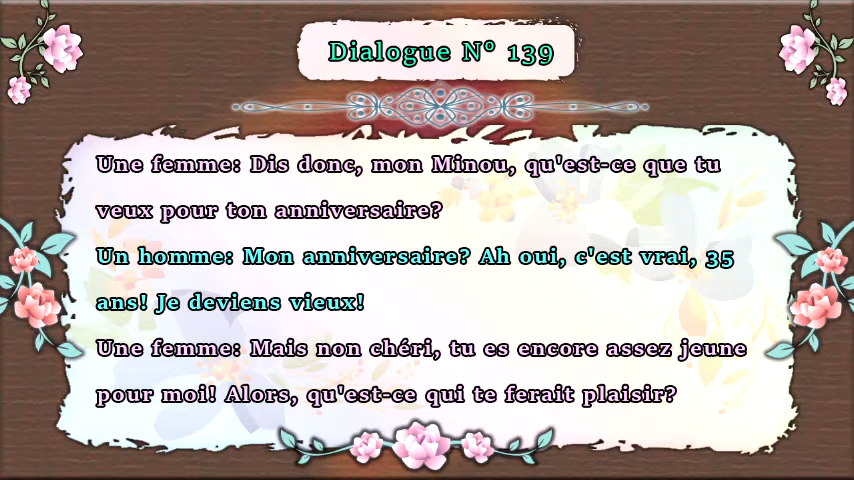 Dialogue N° 139
Une femme: Dis donc, mon Minou, qu'est-ce que tu
veux pour ton anniversaire?
Un homme: Mon anniversaire? Ah oui, c'est vrai, 35
ans! Je deviens vieux!
Une femme: Mais non chéri, tu es encore assez jeune
pour moi! Alors, qu'est-ce qui te ferait plaisir?